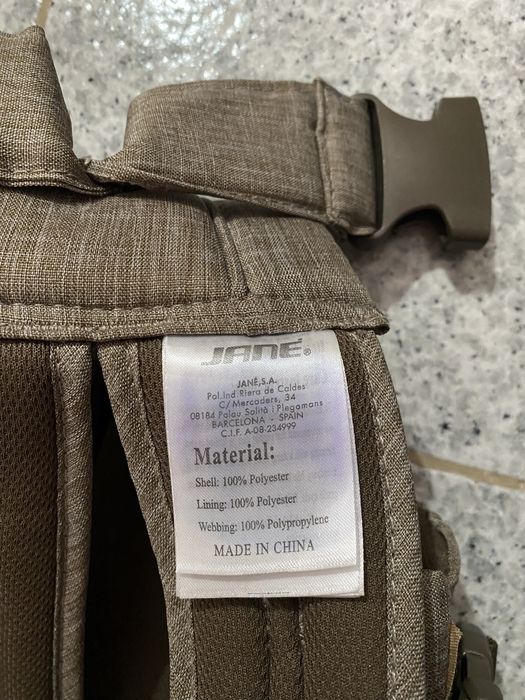 JANÉ®
JANÉ,S.A.
Pol.Ind Riera de Caldes
C/ Mercaders, 34
08184 Palau Solitá i Plegamans
BARCELONA - SPAIN
C.I.F. A-08-234999
Material:
Shell: 100% Polyester
Lining: 100% Polyester
Webbing: 100% Polypropylene
MADE IN CHINA